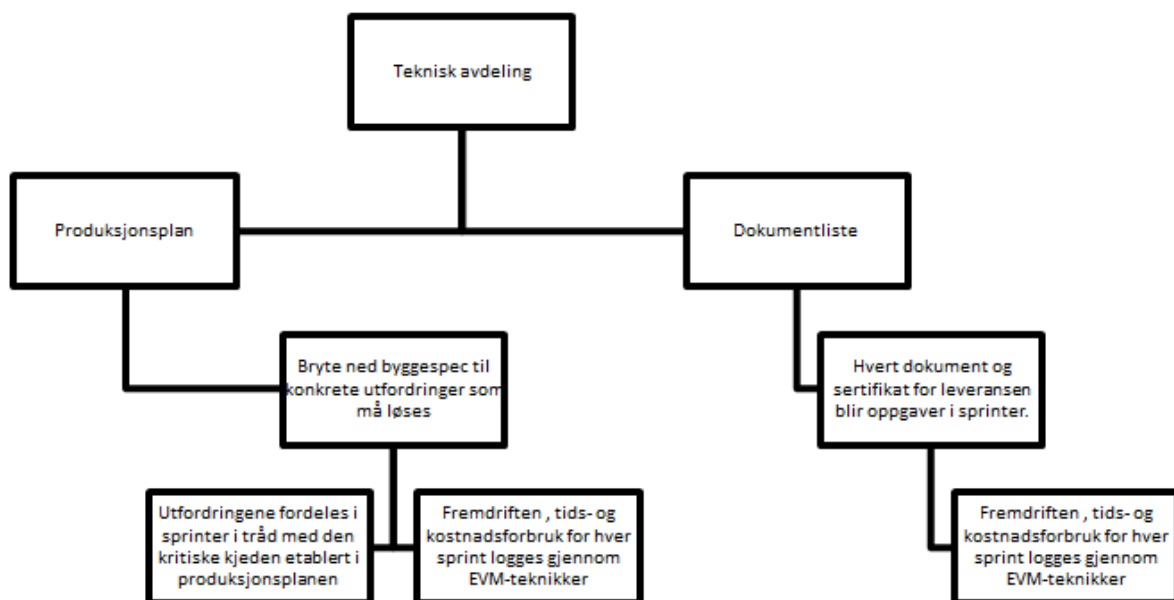 Teknisk avdeling
Produksjonsplan
Dokumentliste
Bryte ned byggespec til
konkrete utfordringer som
må løses
Hvert dokument og
sertifikat for leveransen
blir oppgaver i sprinter.
Utfordringene fordeles i
sprinter i tråd med den
kritiske kjeden etablert i
produksjonsplanen
Fremdriften , tids- og
kostnadsforbruk for hver
sprint logges gjennom
EVM-teknikker
Fremdriften , tids- og
kostnadsforbruk for hver
sprint logges gjennom
EVM-teknikker